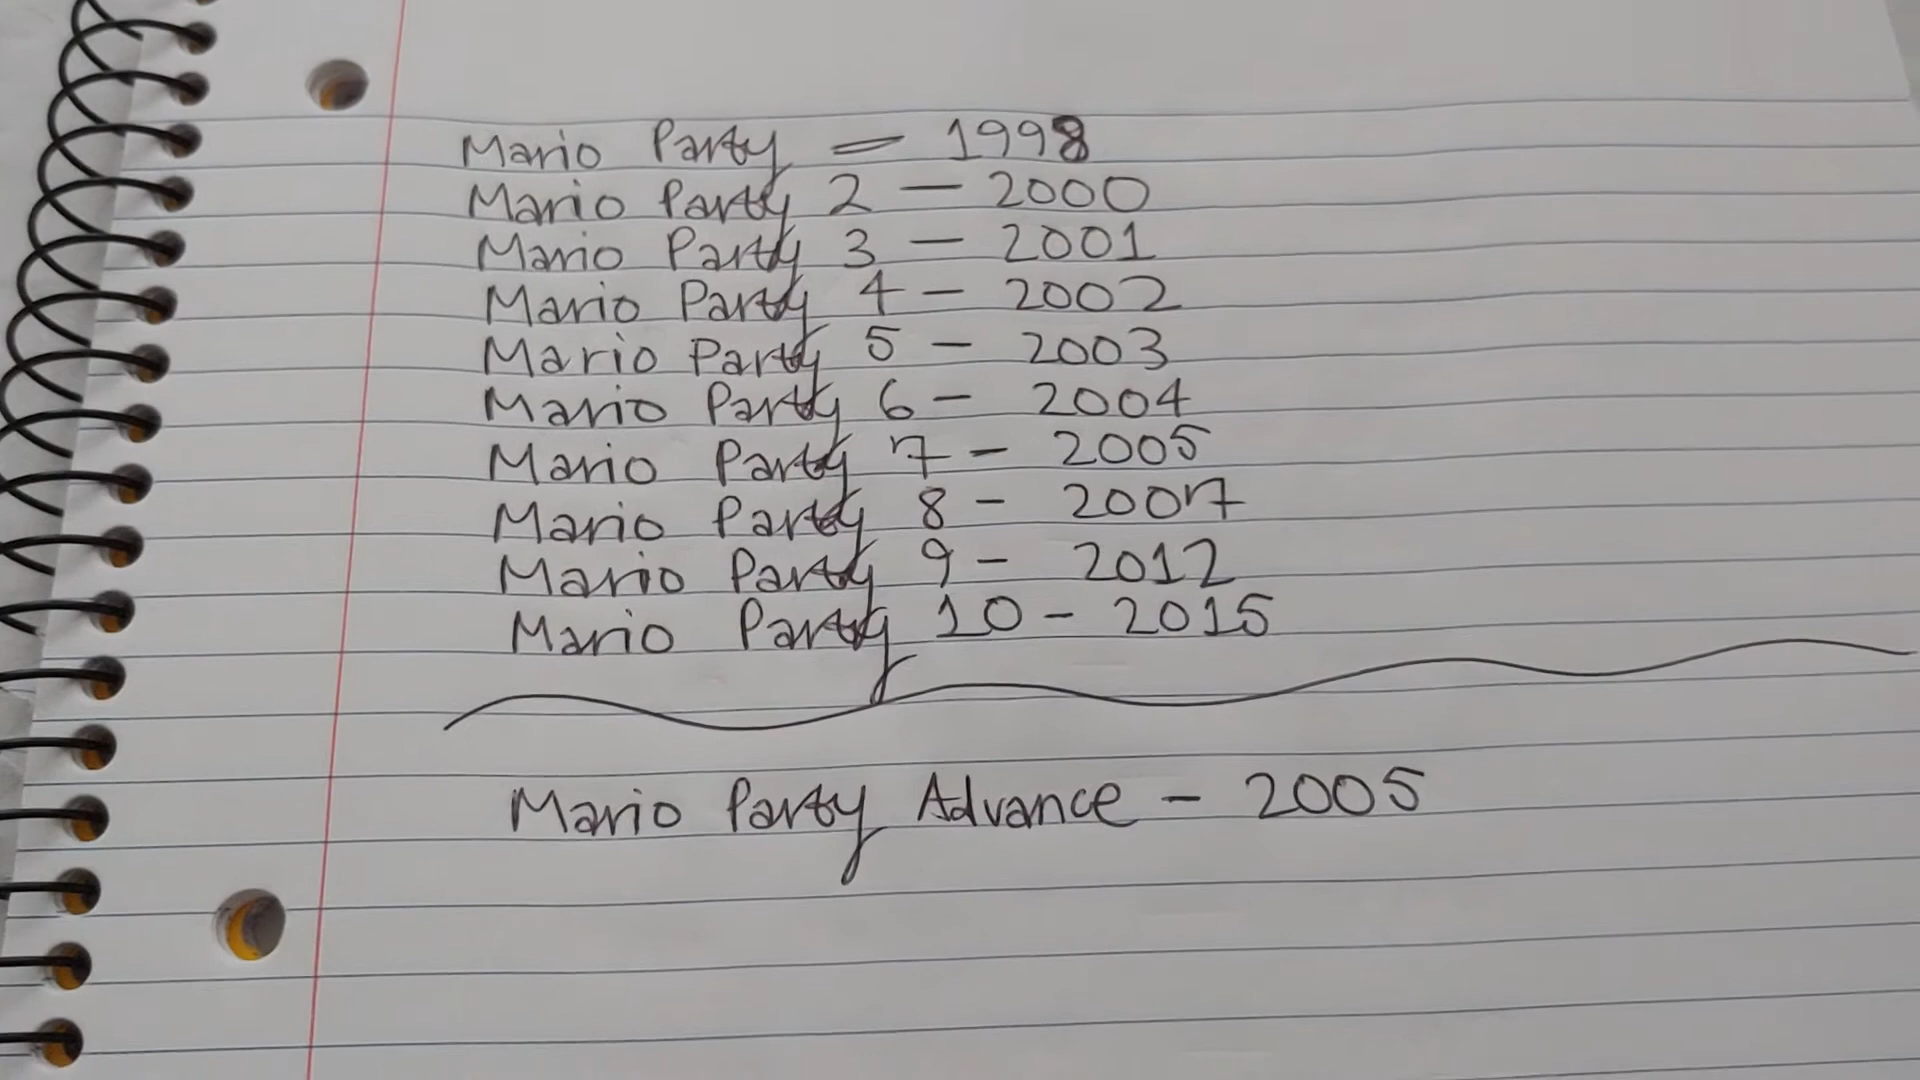 Mario Party - 1998
Mario Party 2 - 2000
Mario Party 3 - 2001
Mario Party 4 - 2002
Mario Party 5 - 2003
Mario Party 6 - 2004
Mario Party 7 - 2005
Mario Party 8 - 2007
Mario Party 9 - 2012
Mario Party 10 - 2015
Mario Party Advance - 2005